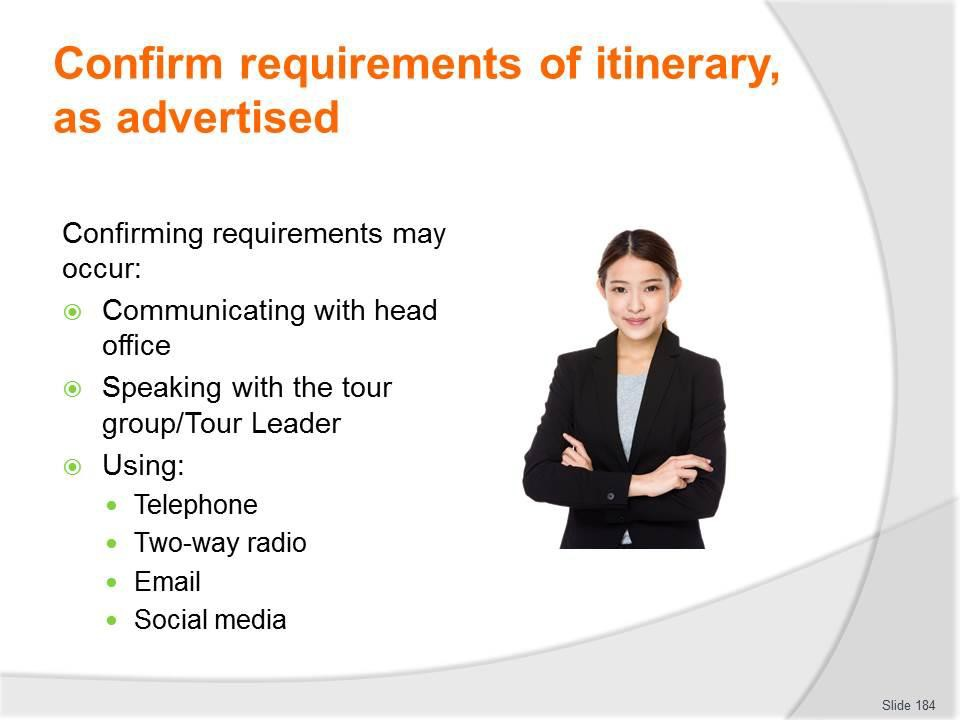 Confirm requirements of itinerary,
as advertised
Confirming requirements may
occur:
Communicating with head
office
Speaking with the tour
group/Tour Leader
Using:
Telephone
Two-way radio
Email
Social media
Slide 184